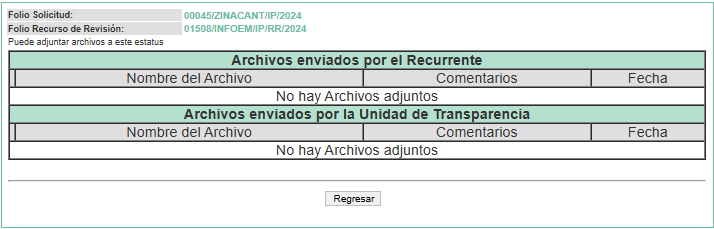 Folio Solicitud: 00045/ZINACANT/IP/2024
Folio Recurso de Revisión: 01508/INFOEM/IP/RR/2024
Puede adjuntar archivos a este estatus
Archivos enviados por el Recurrente
Nombre del Archivo Comentarios Fecha
No hay Archivos adjuntos
Archivos enviados por la Unidad de Transparencia
Nombre del Archivo Comentarios Fecha
No hay Archivos adjuntos
Regresar